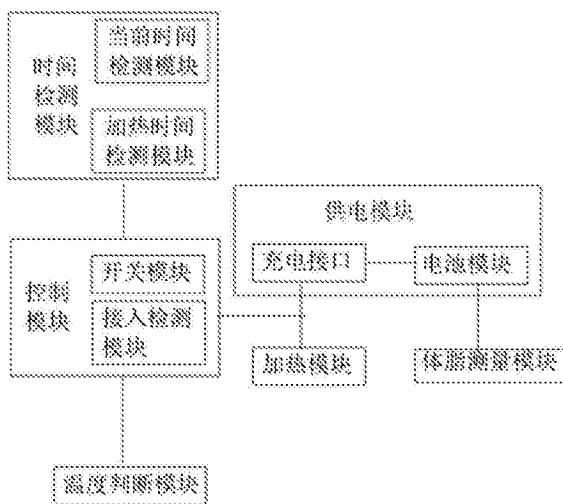 当前时间
检测模块
时间
检测
模块
加热时间
检测模块
供电模块
充电接口
电池模块
控制
模块
开关模块
接入检测
模块
加热模块
体脂测量模块
温度判断模块